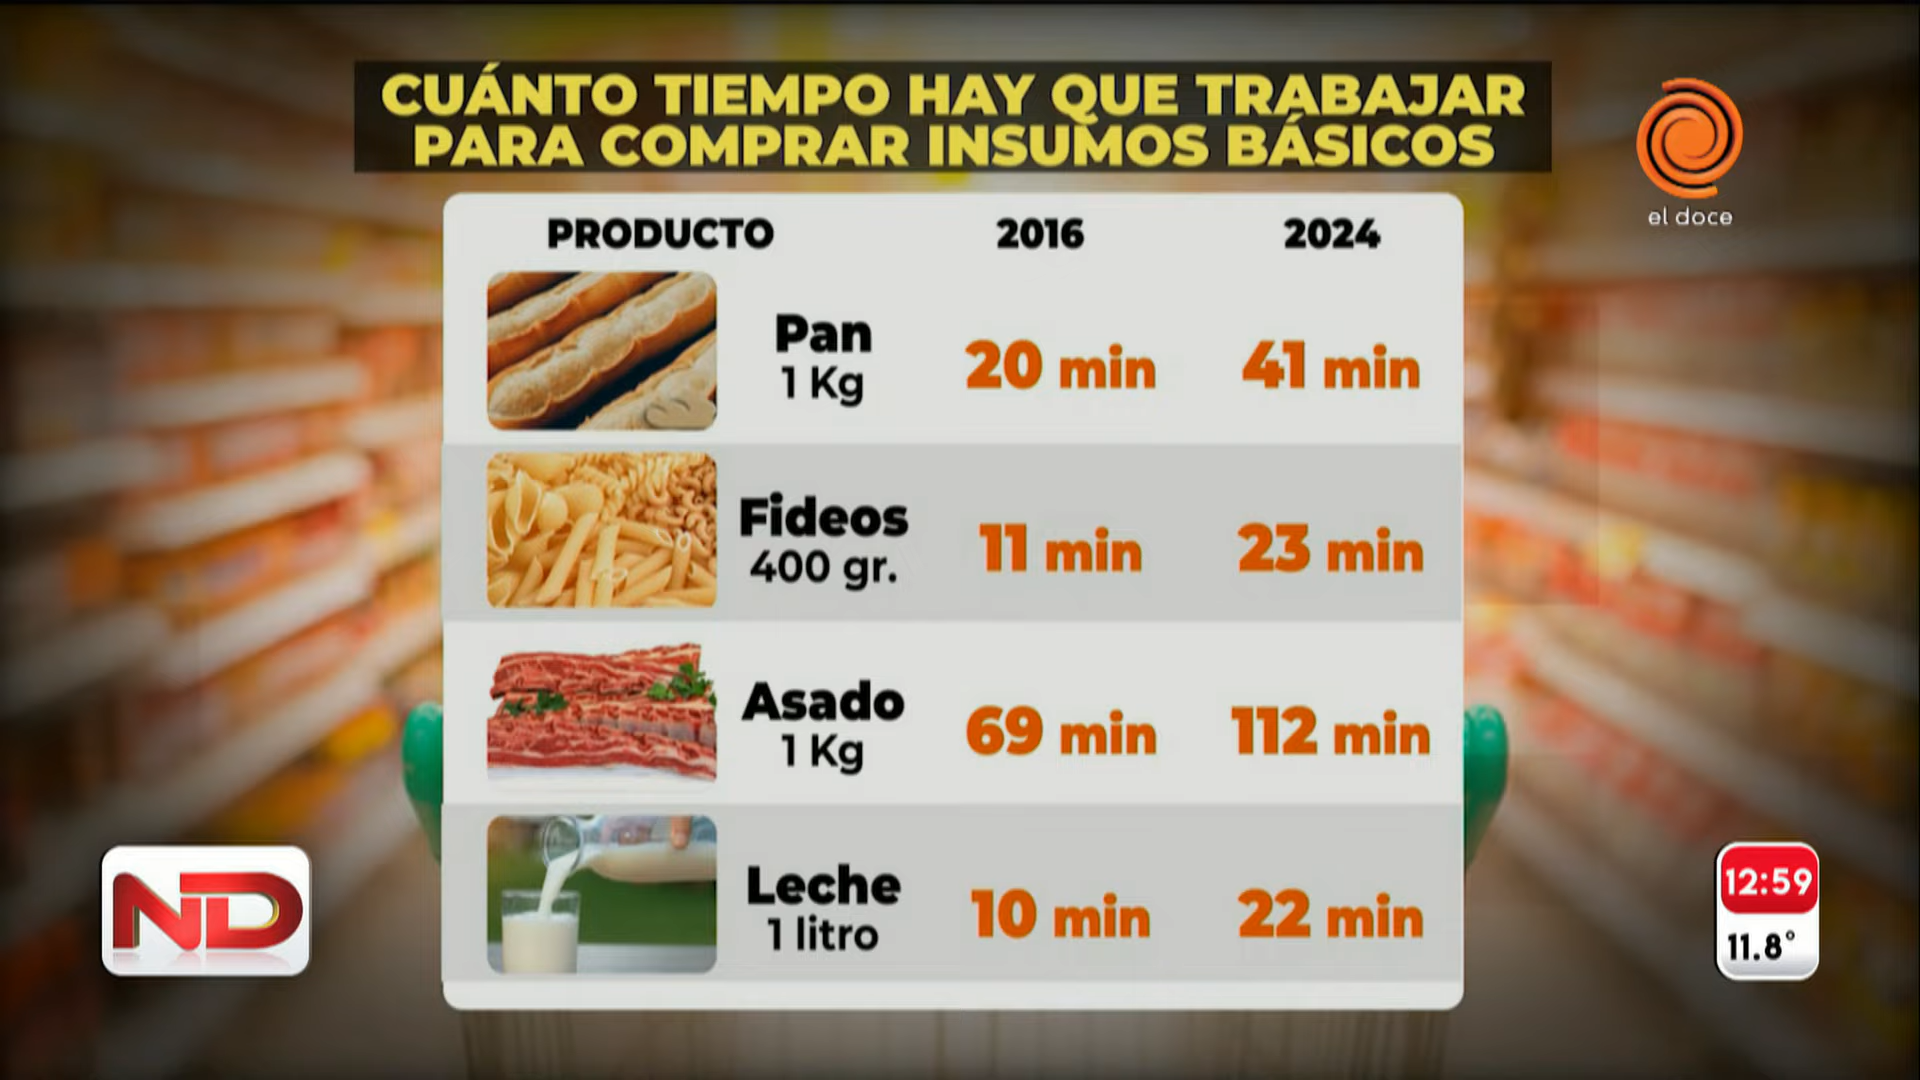 CUÁNTO TIEMPO HAY QUE TRABAJAR
PARA COMPRAR INSUMOS BÁSICOS
el doce
PRODUCTO 2016 2024
Pan
1 Kg
20 min 41 min
Fideos
400 gr.
11 min 23 min
Asado
1 Kg
69 min 112 min
Leche
1 litro
10 min 22 min
ND
12:59
11.8°